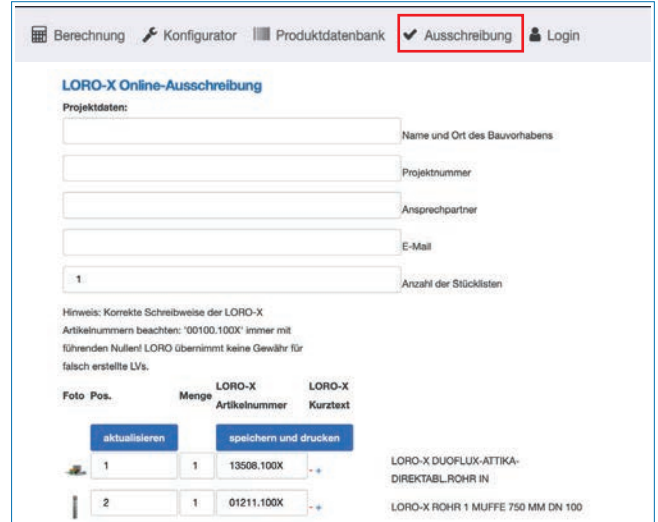 Berechnung Konfigurator Produktdatenbank Ausschreibung Login
LORO-X Online-Ausschreibung
Projektdaten:
Name und Ort des Bauvorhabens
Projektnummer
Ansprechpartner
E-Mail
1 Anzahl der Stücklisten
Hinweis: Korrekte Schreibweise der LORO-X
Artikelnummern beachten: '00100.100X' immer mit
führenden Nullen! LORO übernimmt keine Gewähr für
falsch erstellte LVs.
Foto Pos. Menge LORO-X Artikelnummer LORO-X Kurztext
aktualisieren speichern und drucken
1 1 13508.100X - + LORO-X DUOFLUX-ATTIKA-
DIREKTABL.ROHR IN
2 1 01211.100X - + LORO-X ROHR 1 MUFFE 750 MM DN 100